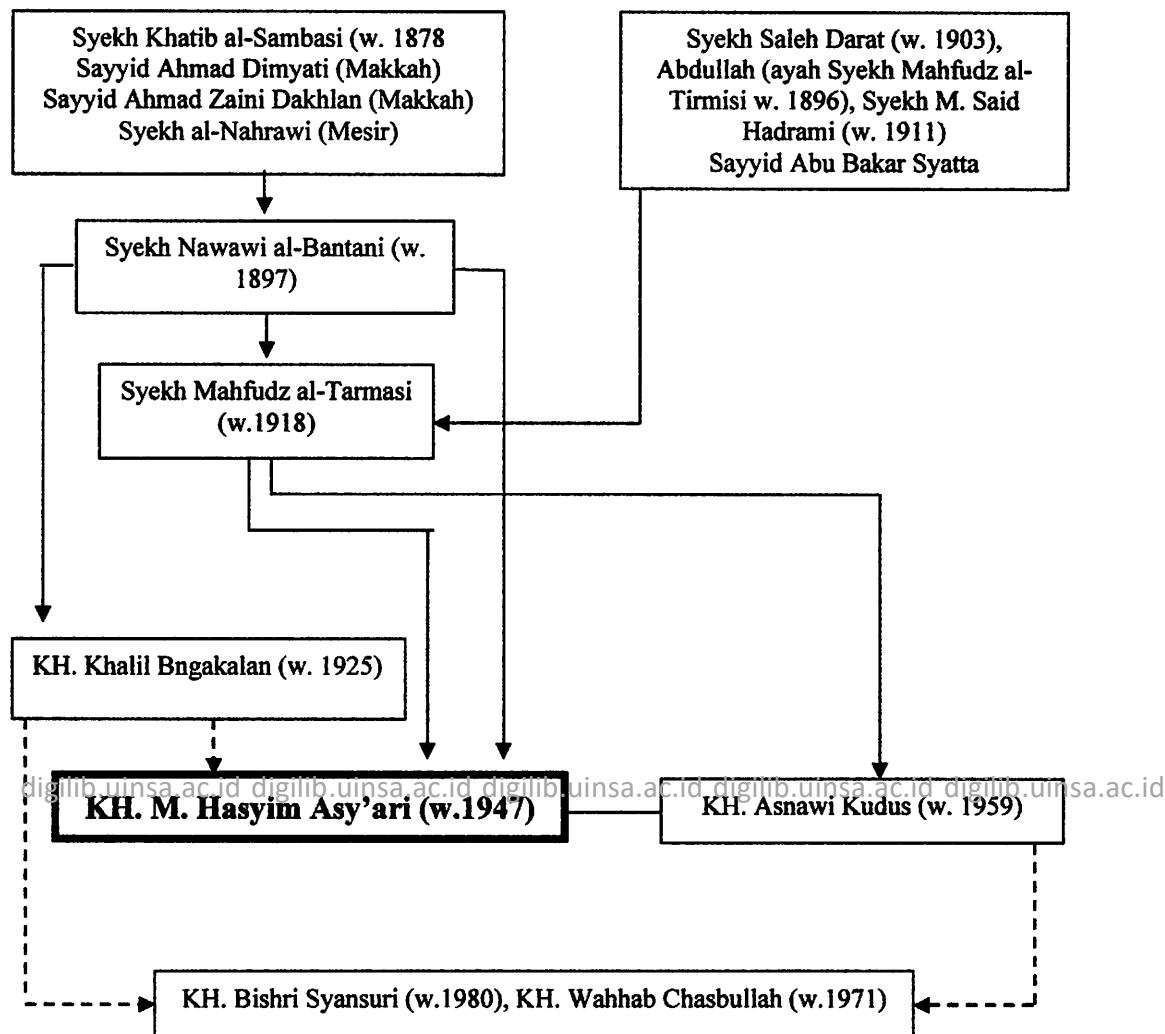 Syekh Khatib al-Sambasi (w. 1878
Sayyid Ahmad Dimyati (Makkah)
Sayyid Ahmad Zaini Dakhlan (Makkah)
Syekh al-Nahrawi (Mesir)
Syekh Saleh Darat (w. 1903),
Abdullah (ayah Syekh Mahfudz al-
Tirmisi w. 1896), Syekh M. Said
Hadrami (w. 1911)
Sayyid Abu Bakar Syatta
Syekh Nawawi al-Bantani (w.
1897)
Syekh Mahfudz al-Tarmasi
(w.1918)
KH. Khalil Bngakalan (w. 1925)
digilib.uinsa.ac.id digilib.uinsa.ac.id digilib.uinsa.ac.id digilib.uinsa.ac.id digilib.uinsa.ac.id
KH. M. Hasyim Asy'ari (w.1947)
KH. Asnawi Kudus (w. 1959)
KH. Bishri Syansuri (w.1980), KH. Wahhab Chasbullah (w.1971)